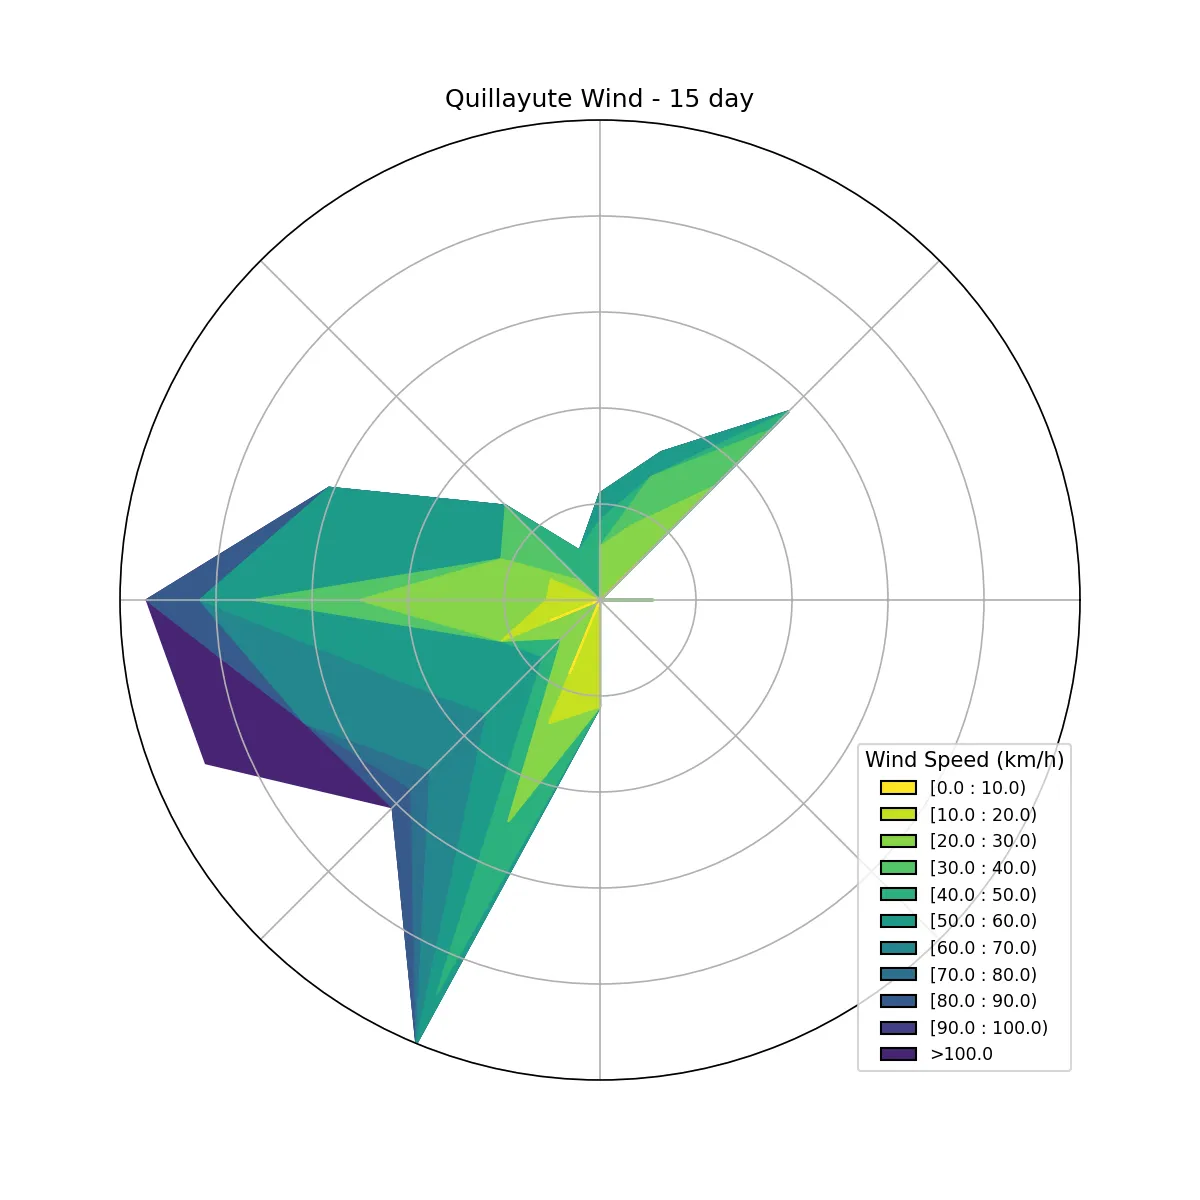 Quillayute Wind - 15 day
Wind Speed (km/h)
[0.0 : 10.0)
[10.0 : 20.0)
[20.0 : 30.0)
[30.0 : 40.0)
[40.0 : 50.0)
[50.0 : 60.0)
[60.0 : 70.0)
[70.0 : 80.0)
[80.0 : 90.0)
[90.0 : 100.0)
>100.0